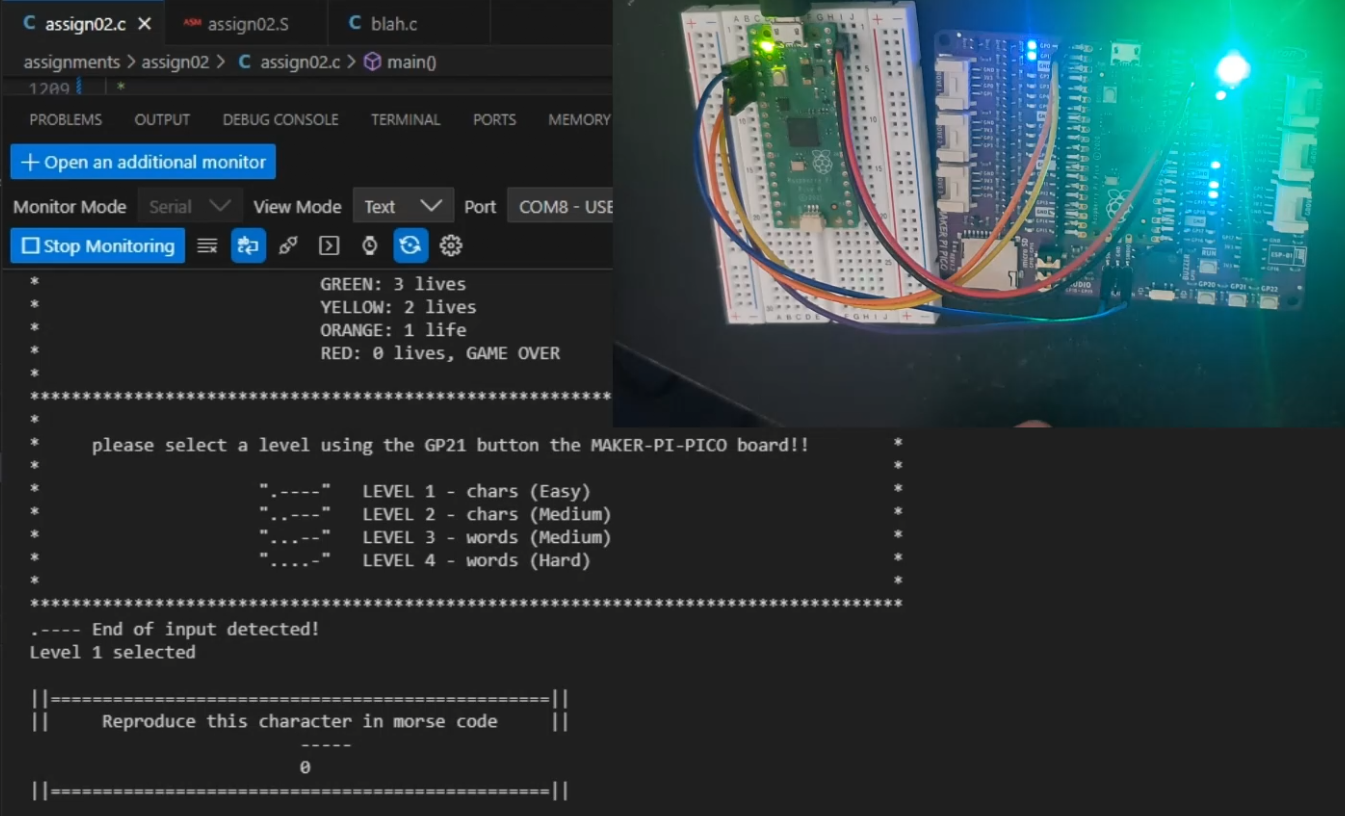 assign02.c
assign02.S
blah.c
assignments > assign02 > C assign02.c > main()
1209 *
PROBLEMS OUTPUT DEBUG CONSOLE TERMINAL PORTS MEMORY
+ Open an additional monitor
Monitor Mode Serial View Mode Text Port COM8 - USE
Stop Monitoring
* GREEN: 3 lives
* YELLOW: 2 lives
* ORANGE: 1 life
* RED: 0 lives, GAME OVER
*
*
* please select a level using the GP21 button the MAKER-PI-PICO board!! *
* *
* ".----" LEVEL 1 - chars (Easy) *
* "..---" LEVEL 2 - chars (Medium) *
* "...--" LEVEL 3 - words (Medium) *
* "....-" LEVEL 4 - words (Hard) *
* *
.---- End of input detected!
Level 1 selected
||================================================||
|| Reproduce this character in morse code ||
-----
0
||================================================||
A B C D E F G H I J
A B C D E F G H I J
MAKER PI PICO
AUDIO
BUZZER
RUN
ESP-01
GP20 GP21 GP22